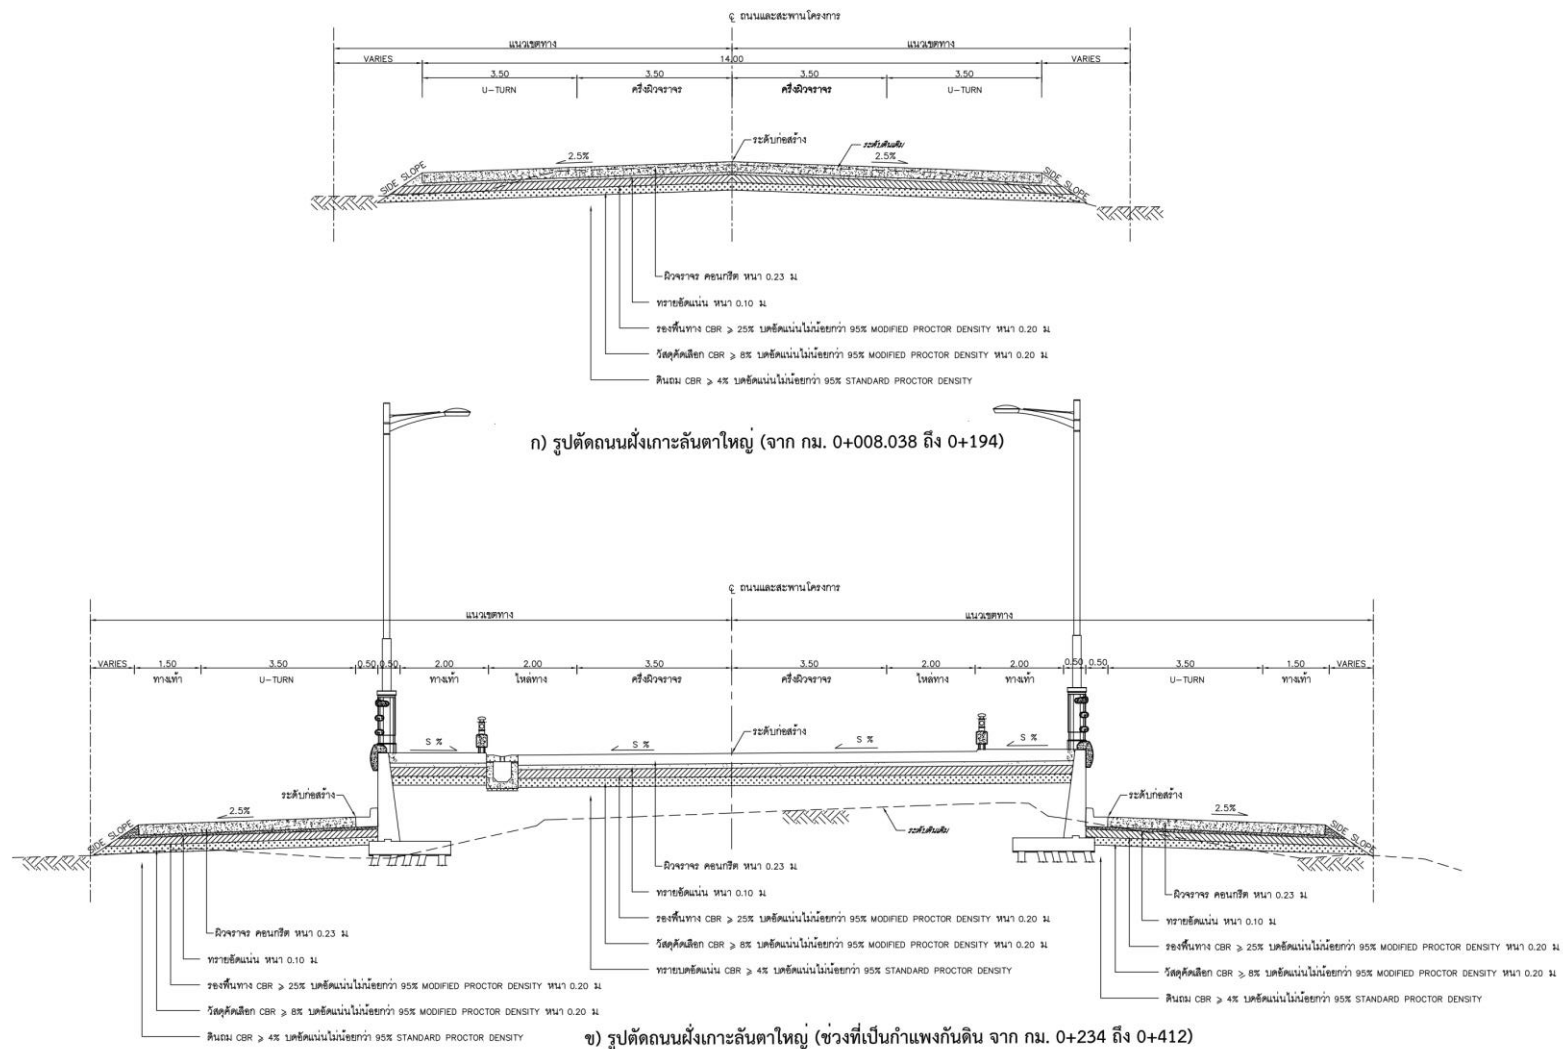 ℄ ถนนและสะพานโครงการ
แนวเขตทาง แนวเขตทาง
VARIES 14.00 VARIES
3.50 3.50 3.50 3.50
U-TURN ครึ่งผิวจราจร ครึ่งผิวจราจร U-TURN
ระดับก่อสร้าง
ระดับดินเดิม
2.5% 2.5%
SIDE SLOPE SIDE SLOPE
ผิวจราจร คอนกรีต หนา 0.23 ม.
ทรายอัดแน่น หนา 0.10 ม.
รองพื้นทาง CBR ⩾ 25% บดอัดแน่นไม่น้อยกว่า 95% MODIFIED PROCTOR DENSITY หนา 0.20 ม.
วัสดุคัดเลือก CBR ⩾ 8% บดอัดแน่นไม่น้อยกว่า 95% MODIFIED PROCTOR DENSITY หนา 0.20 ม.
ดินถม CBR ⩾ 4% บดอัดแน่นไม่น้อยกว่า 95% STANDARD PROCTOR DENSITY
ก) รูปตัดถนนฝั่งเกาะลันตาใหญ่ (จาก กม. 0+008.038 ถึง 0+194)
℄ ถนนและสะพานโครงการ
แนวเขตทาง แนวเขตทาง
VARIES 1.50 3.50 0.50 0.50 2.00 2.00 3.50 3.50 2.00 2.00 0.50 0.50 3.50 1.50 VARIES
ทางเท้า U-TURN ทางเท้า ไหล่ทาง ครึ่งผิวจราจร ครึ่งผิวจราจร ไหล่ทาง ทางเท้า U-TURN ทางเท้า
ระดับก่อสร้าง
S % S % S % S %
ระดับก่อสร้าง ระดับก่อสร้าง
2.5% 2.5%
SIDE SLOPE SIDE SLOPE
ระดับดินเดิม
ผิวจราจร คอนกรีต หนา 0.23 ม.
ทรายอัดแน่น หนา 0.10 ม.
รองพื้นทาง CBR ⩾ 25% บดอัดแน่นไม่น้อยกว่า 95% MODIFIED PROCTOR DENSITY หนา 0.20 ม.
วัสดุคัดเลือก CBR ⩾ 8% บดอัดแน่นไม่น้อยกว่า 95% MODIFIED PROCTOR DENSITY หนา 0.20 ม.
ทรายบดอัดแน่น CBR ⩾ 4% บดอัดแน่นไม่น้อยกว่า 95% STANDARD PROCTOR DENSITY
ผิวจราจร คอนกรีต หนา 0.23 ม.
ทรายอัดแน่น หนา 0.10 ม.
รองพื้นทาง CBR ⩾ 25% บดอัดแน่นไม่น้อยกว่า 95% MODIFIED PROCTOR DENSITY หนา 0.20 ม.
วัสดุคัดเลือก CBR ⩾ 8% บดอัดแน่นไม่น้อยกว่า 95% MODIFIED PROCTOR DENSITY หนา 0.20 ม.
ดินถม CBR ⩾ 4% บดอัดแน่นไม่น้อยกว่า 95% STANDARD PROCTOR DENSITY
ผิวจราจร คอนกรีต หนา 0.23 ม.
ทรายอัดแน่น หนา 0.10 ม.
รองพื้นทาง CBR ⩾ 25% บดอัดแน่นไม่น้อยกว่า 95% MODIFIED PROCTOR DENSITY หนา 0.20 ม.
วัสดุคัดเลือก CBR ⩾ 8% บดอัดแน่นไม่น้อยกว่า 95% MODIFIED PROCTOR DENSITY หนา 0.20 ม.
ดินถม CBR ⩾ 4% บดอัดแน่นไม่น้อยกว่า 95% STANDARD PROCTOR DENSITY
ข) รูปตัดถนนฝั่งเกาะลันตาใหญ่ (ช่วงที่เป็นกำแพงกันดิน จาก กม. 0+234 ถึง 0+412)